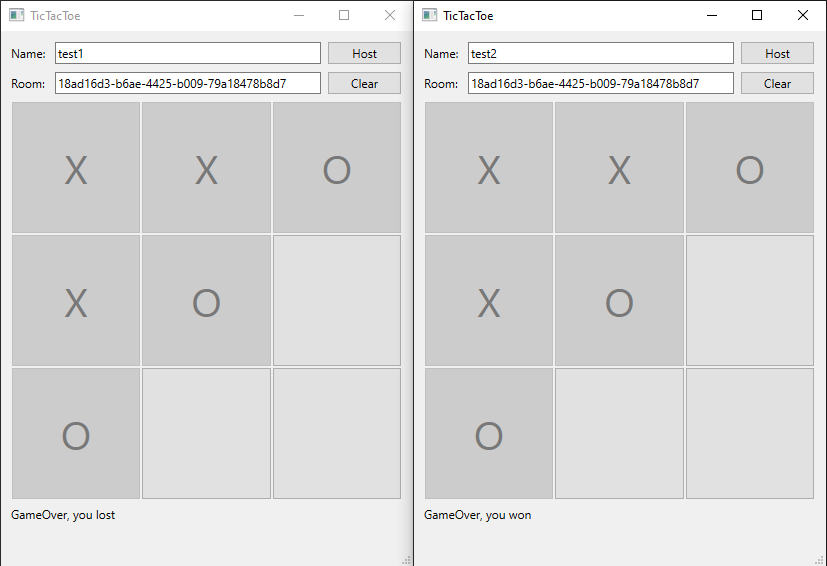 TicTacToe
Name: test1 Host
Room: 18ad16d3-b6ae-4425-b009-79a18478b8d7 Clear
X X O
X O
O
GameOver, you lost
TicTacToe
Name: test2 Host
Room: 18ad16d3-b6ae-4425-b009-79a18478b8d7 Clear
X X O
X O
O
GameOver, you won